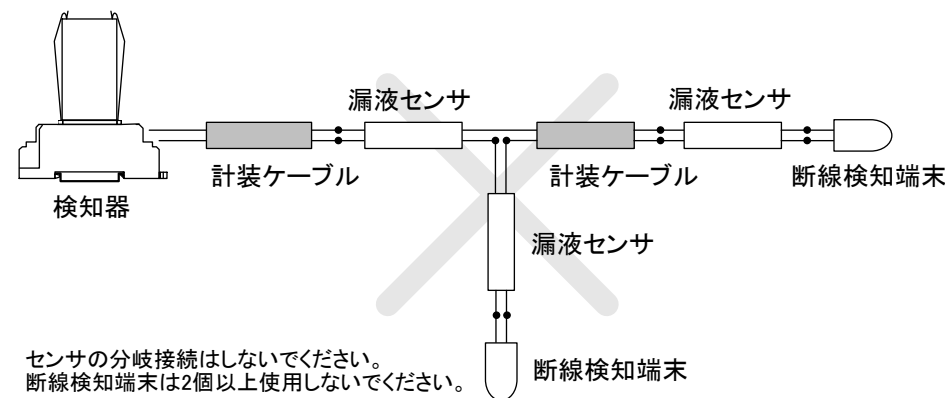 漏液センサ
漏液センサ
計装ケーブル
計装ケーブル
断線検知端末
検知器
漏液センサ
センサの分岐接続はしないでください。
断線検知端末は2個以上使用しないでください。
断線検知端末